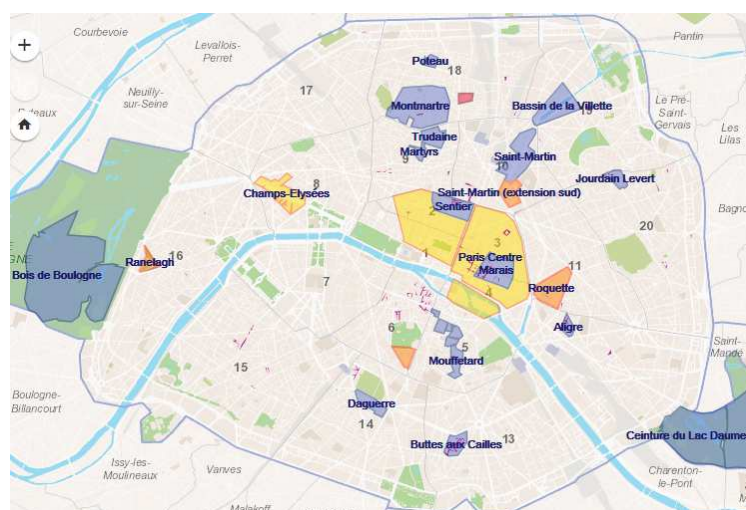 Courbevoie
Levallois-
Perret
Pantin
+
Poteau
18
17
Neuilly-
sur-Seine
Montmartre
Bassin de la Villette
19
Le Pré-
Saint-
Gervais
Les
Lilas
Trudaine
Martyrs
9
Saint-Martin
10
Jourdain Levert
8
Champs-Elysées
Saint-Martin (extension sud)
Sentier
2
Bagno
20
3
1
Paris Centre
Marais
16
Ranelagh
Bois de Boulogne
7
11
Roquette
4
Aligre
6
5
Mouffetard
15
Saint-
Mandé
Boulogne-
Billancourt
Daguerre
14
Buttes aux Cailles
13
Ceinture du Lac Daume
Issy-les-
Moulineaux
Vanves
Charenton-
le-Pont
Malakoff